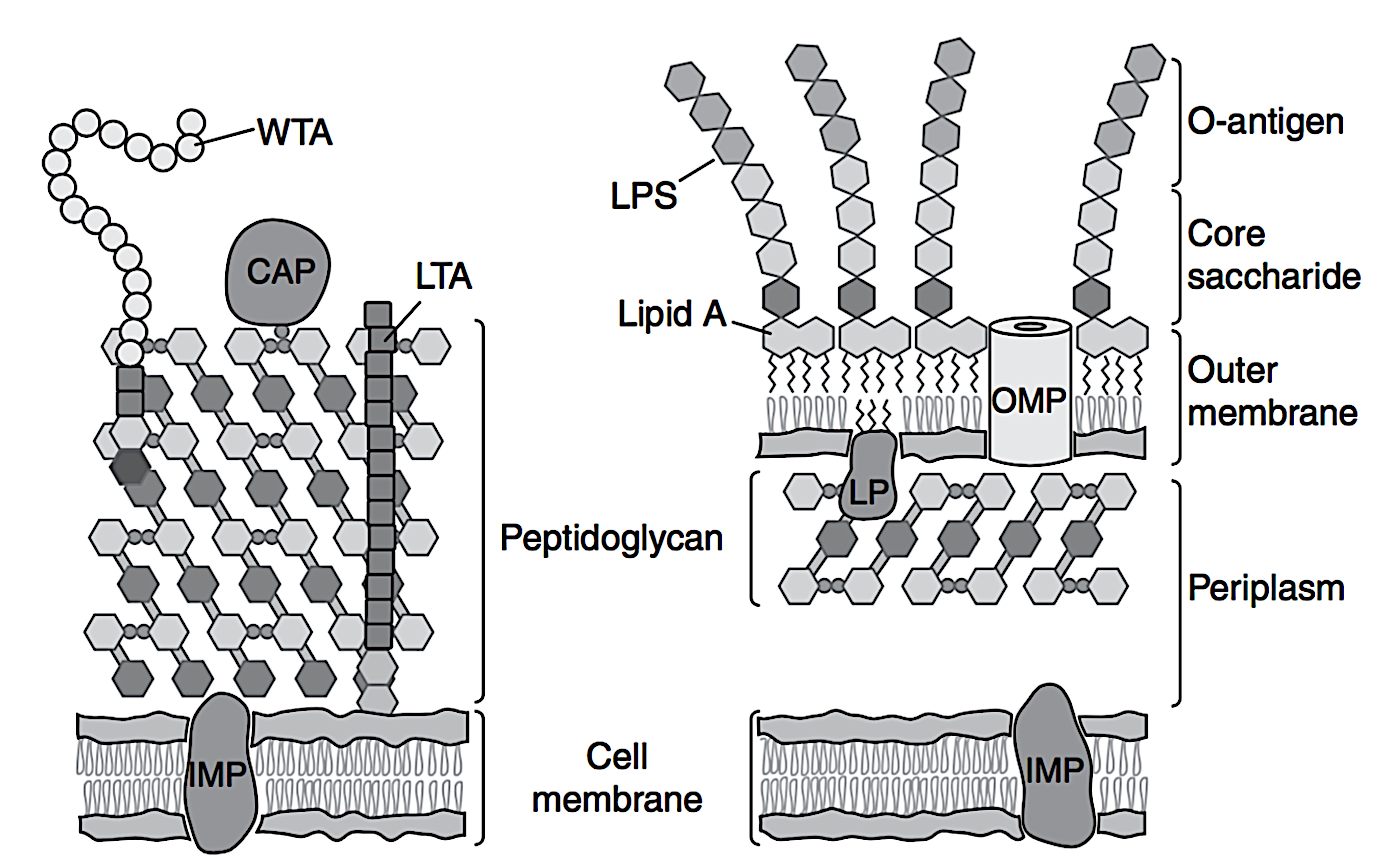 WTA
CAP
LTA
IMP
Peptidoglycan
Cell
membrane
LPS
Lipid A
OMP
LP
IMP
O-antigen
Core
saccharide
Outer
membrane
Periplasm